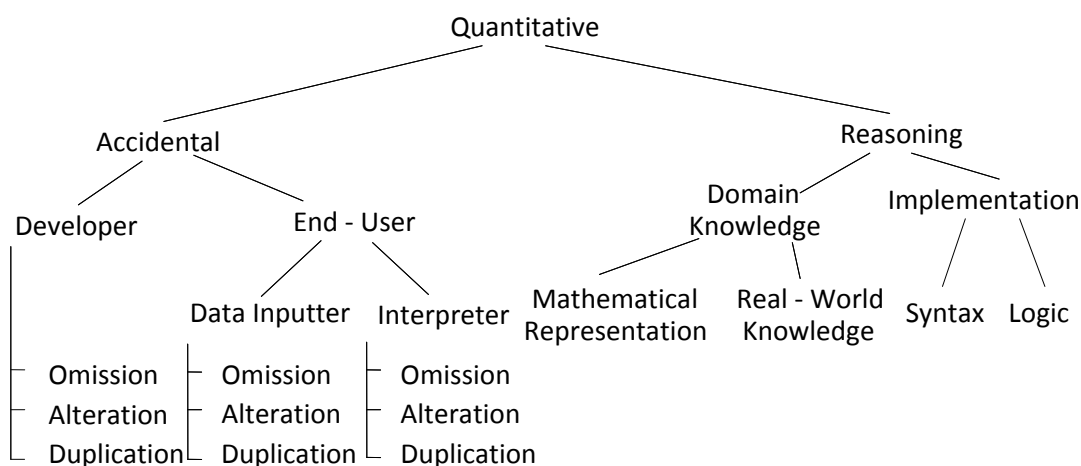 Quantitative
Accidental
Reasoning
Developer
End - User
Domain
Knowledge
Implementation
Data Inputter
Interpreter
Mathematical
Representation
Real - World
Knowledge
Syntax
Logic
Omission
Alteration
Duplication
Omission
Alteration
Duplication
Omission
Alteration
Duplication